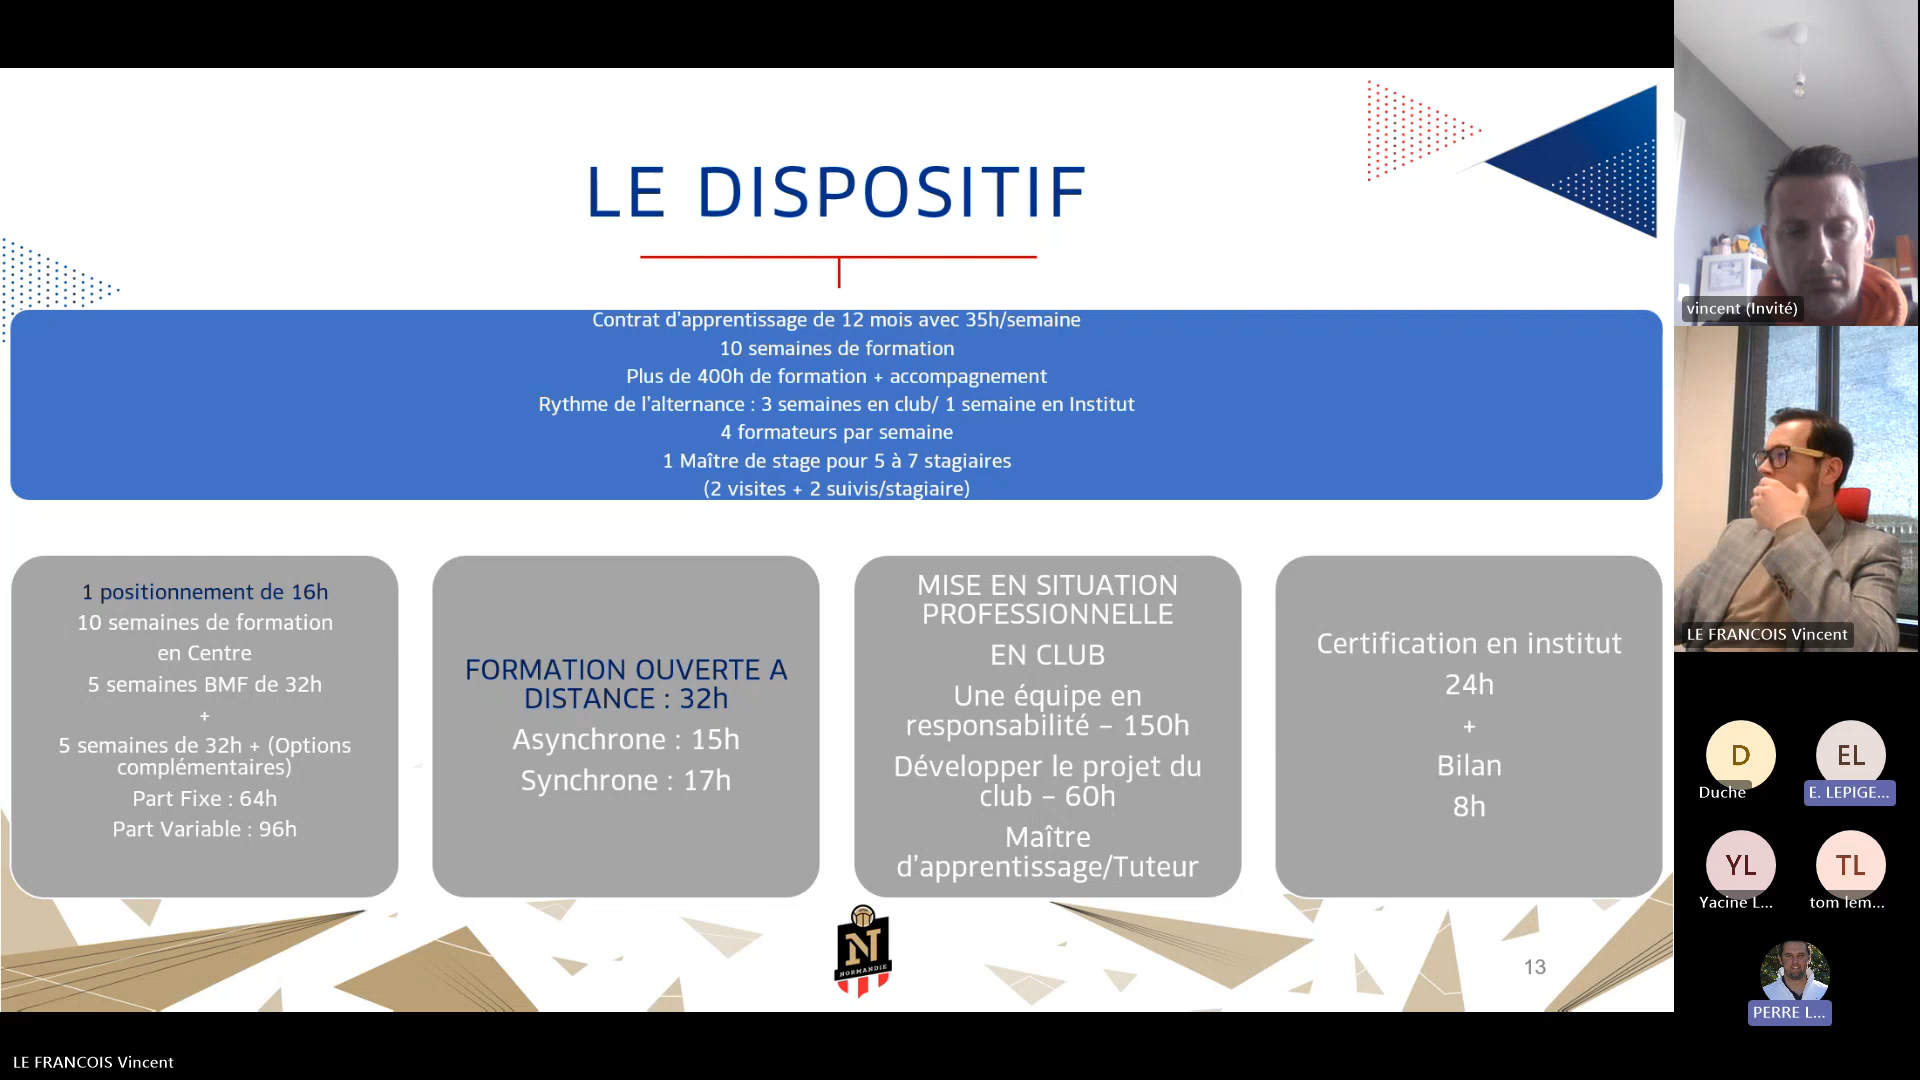 LE DISPOSITIF
Contrat d'apprentissage de 12 mois avec 35h/semaine
10 semaines de formation
Plus de 400h de formation + accompagnement
Rythme de l'alternance : 3 semaines en club/ 1 semaine en Institut
4 formateurs par semaine
1 Maître de stage pour 5 à 7 stagiaires
(2 visites + 2 suivis/stagiaire)
1 positionnement de 16h
10 semaines de formation
en Centre
5 semaines BMF de 32h
+
5 semaines de 32h + (Options
complémentaires)
Part Fixe : 64h
Part Variable : 96h
FORMATION OUVERTE A
DISTANCE : 32h
Asynchrone : 15h
Synchrone : 17h
MISE EN SITUATION
PROFESSIONNELLE
EN CLUB
Une équipe en
responsabilité – 150h
Développer le projet du
club – 60h
Maître
d'apprentissage/Tuteur
Certification en institut
24h
+
Bilan
8h
N
NORMANDIE
13
vincent (Invité)
LE FRANCOIS Vincent
D
Duche
EL
E. LEPIGE...
YL
Yacine L...
TL
tom lem...
PERRE L...
LE FRANCOIS Vincent